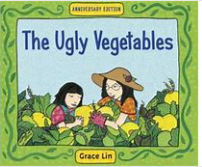 ANNIVERSARY EDITION
The Ugly Vegetables
Grace Lin